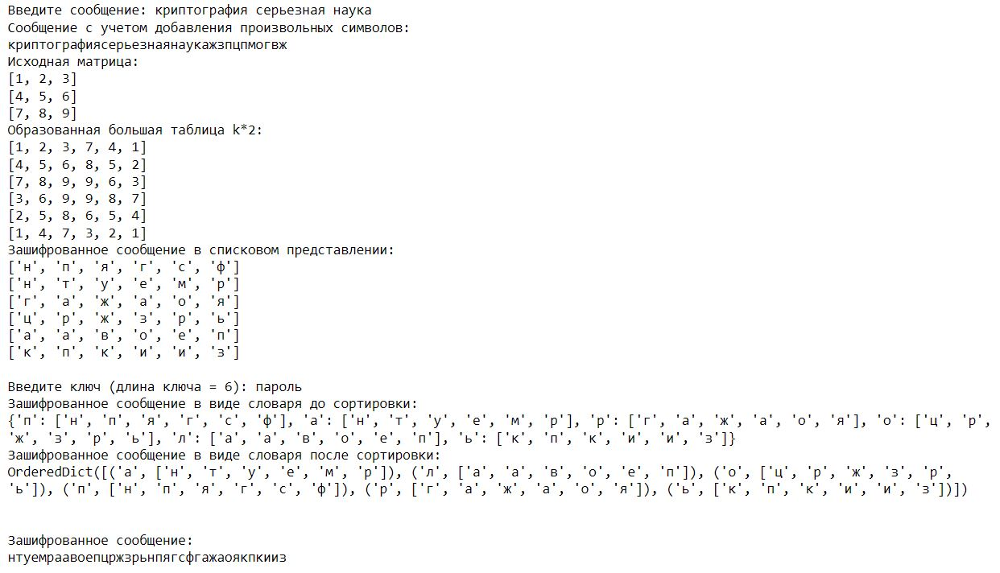 Введите сообщение: криптография серьезная наука
Сообщение с учетом добавления произвольных символов:
криптографиясерьезнаянаукажзпцпмогвж
Исходная матрица:
[1, 2, 3]
[4, 5, 6]
[7, 8, 9]
Образованная большая таблица k*2:
[1, 2, 3, 7, 4, 1]
[4, 5, 6, 8, 5, 2]
[7, 8, 9, 9, 6, 3]
[3, 6, 9, 9, 8, 7]
[2, 5, 8, 6, 5, 4]
[1, 4, 7, 3, 2, 1]
Зашифрованное сообщение в списковом представлении:
['н', 'п', 'я', 'г', 'с', 'ф']
['н', 'т', 'у', 'е', 'м', 'р']
['г', 'а', 'ж', 'а', 'о', 'я']
['ц', 'р', 'ж', 'з', 'р', 'ь']
['а', 'а', 'в', 'о', 'е', 'п']
['к', 'п', 'к', 'и', 'и', 'з']
Введите ключ (длина ключа = 6): пароль
Зашифрованное сообщение в виде словаря до сортировки:
{'п': ['н', 'п', 'я', 'г', 'с', 'ф'], 'а': ['н', 'т', 'у', 'е', 'м', 'р'], 'р': ['г', 'а', 'ж', 'а', 'о', 'я'], 'о': ['ц', 'р',
'ж', 'з', 'р', 'ь'], 'л': ['а', 'а', 'в', 'о', 'е', 'п'], 'ь': ['к', 'п', 'к', 'и', 'и', 'з']}
Зашифрованное сообщение в виде словаря после сортировки:
OrderedDict([('а', ['н', 'т', 'у', 'е', 'м', 'р']), ('л', ['а', 'а', 'в', 'о', 'е', 'п']), ('о', ['ц', 'р', 'ж', 'з', 'р',
'ь']), ('п', ['н', 'п', 'я', 'г', 'с', 'ф']), ('р', ['г', 'а', 'ж', 'а', 'о', 'я']), ('ь', ['к', 'п', 'к', 'и', 'и', 'з'])])
Зашифрованное сообщение:
нтуемраавоепцржзрьнпягсфгажаоякпкииз